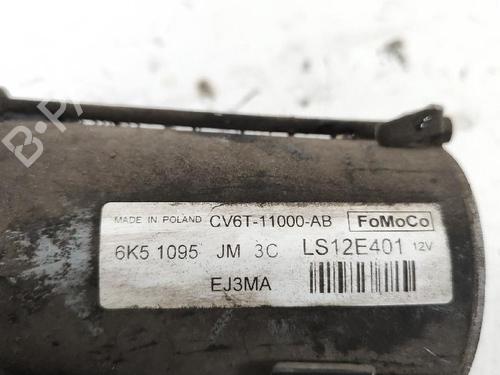 MADE IN POLAND CV6T-11000-AB FoMoCo
6K5 1095 JM 3C LS12E401 12V
EJ3MA